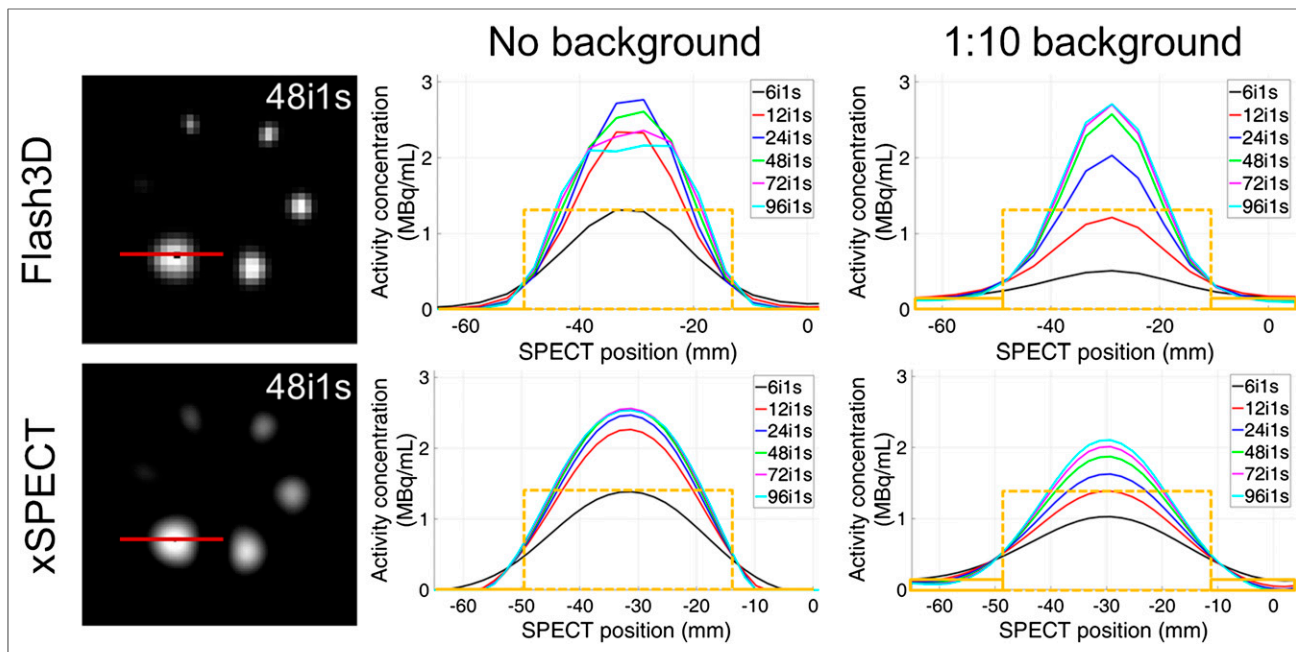 No background
1:10 background
Flash3D
48i1s
Activity concentration
(MBq/mL)
3
2
1
0
-60
-40
-20
0
SPECT position (mm)
6i1s
12i1s
24i1s
48i1s
72i1s
96i1s
Activity concentration
(MBq/mL)
3
2
1
0
-60
-40
-20
0
SPECT position (mm)
6i1s
12i1s
24i1s
48i1s
72i1s
96i1s
xSPECT
48i1s
Activity concentration
(MBq/mL)
3
2
1
0
-60
-50
-40
-30
-20
-10
0
SPECT position (mm)
6i1s
12i1s
24i1s
48i1s
72i1s
96i1s
Activity concentration
(MBq/mL)
3
2
1
0
-60
-50
-40
-30
-20
-10
0
SPECT position (mm)
6i1s
12i1s
24i1s
48i1s
72i1s
96i1s